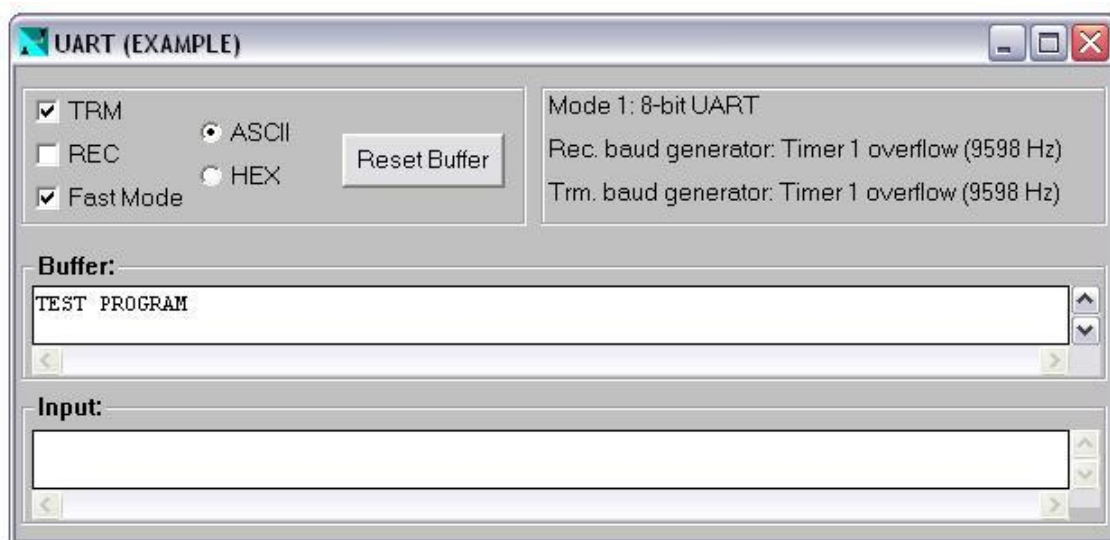 UART (EXAMPLE)
TRM
REC
Fast Mode
ASCII
HEX
Reset Buffer
Mode 1: 8-bit UART
Rec. baud generator: Timer 1 overflow (9598 Hz)
Trm. baud generator: Timer 1 overflow (9598 Hz)
Buffer:
TEST PROGRAM
Input: